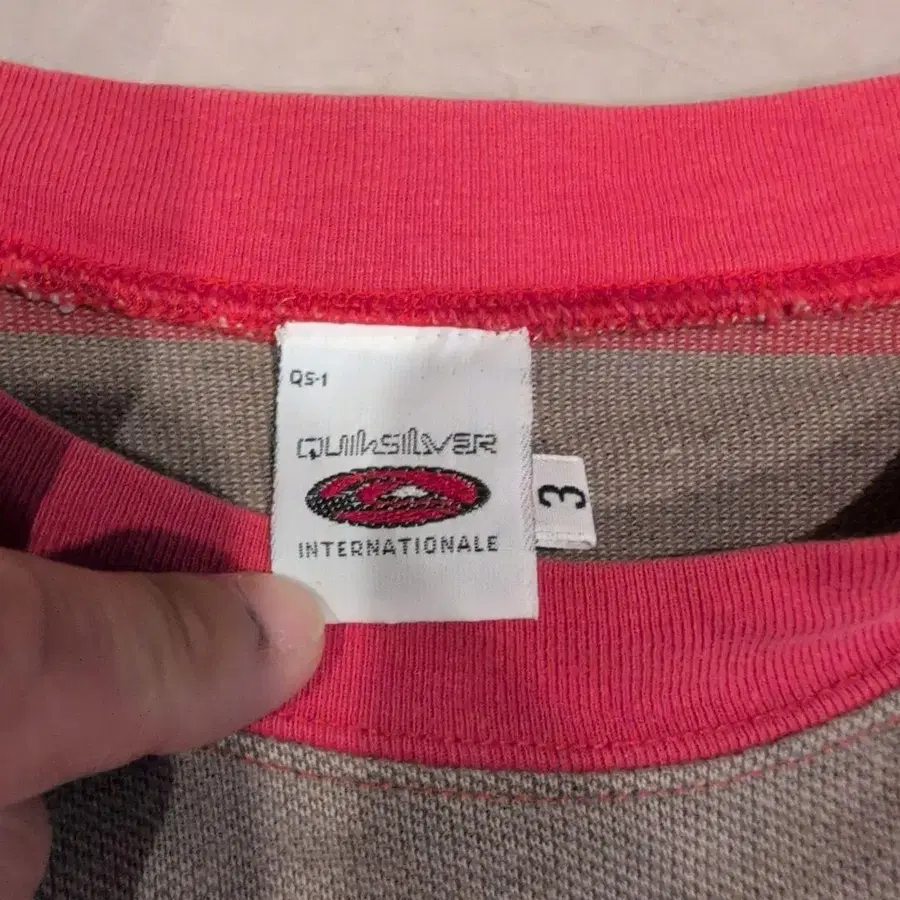 QS-1
QUIKSILVER
INTERNATIONALE
3